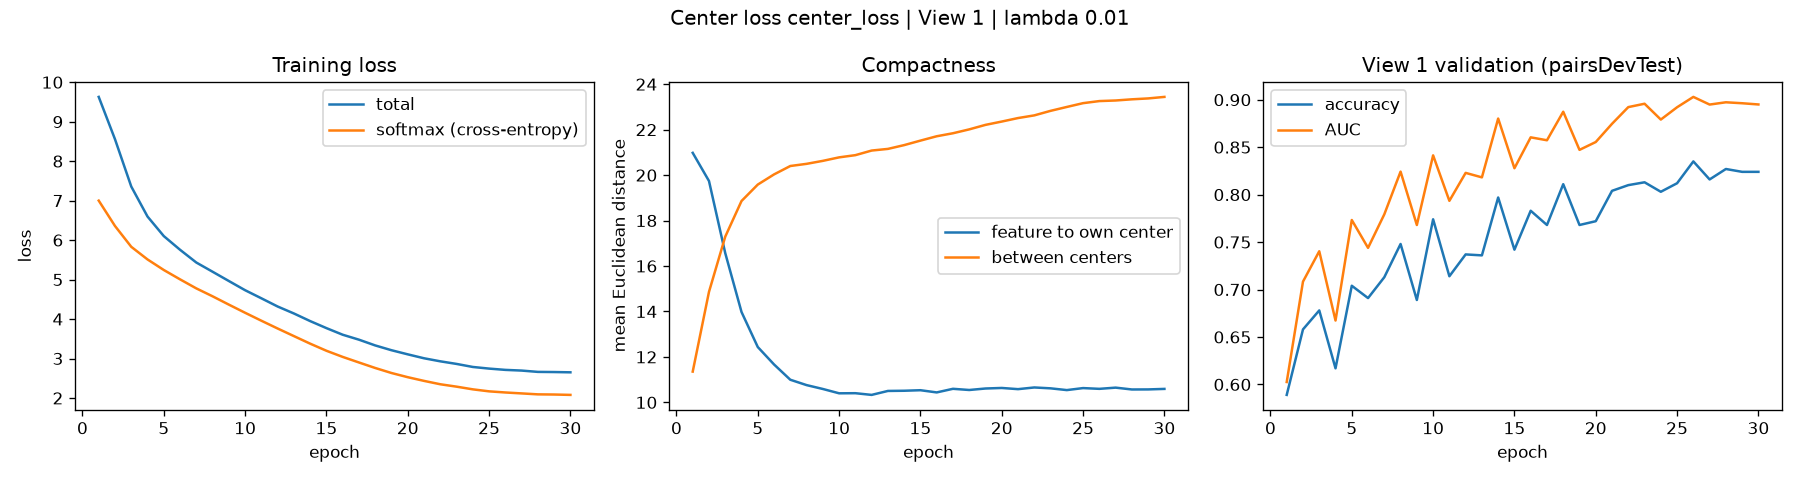 Center loss center_loss | View 1 | lambda 0.01
Training loss
10
9
8
7
6
5
4
3
2
loss
total
softmax (cross-entropy)
0 5 10 15 20 25 30
epoch
Compactness
24
22
20
18
16
14
12
10
mean Euclidean distance
feature to own center
between centers
0 5 10 15 20 25 30
epoch
View 1 validation (pairsDevTest)
0.90
0.85
0.80
0.75
0.70
0.65
0.60
accuracy
AUC
0 5 10 15 20 25 30
epoch